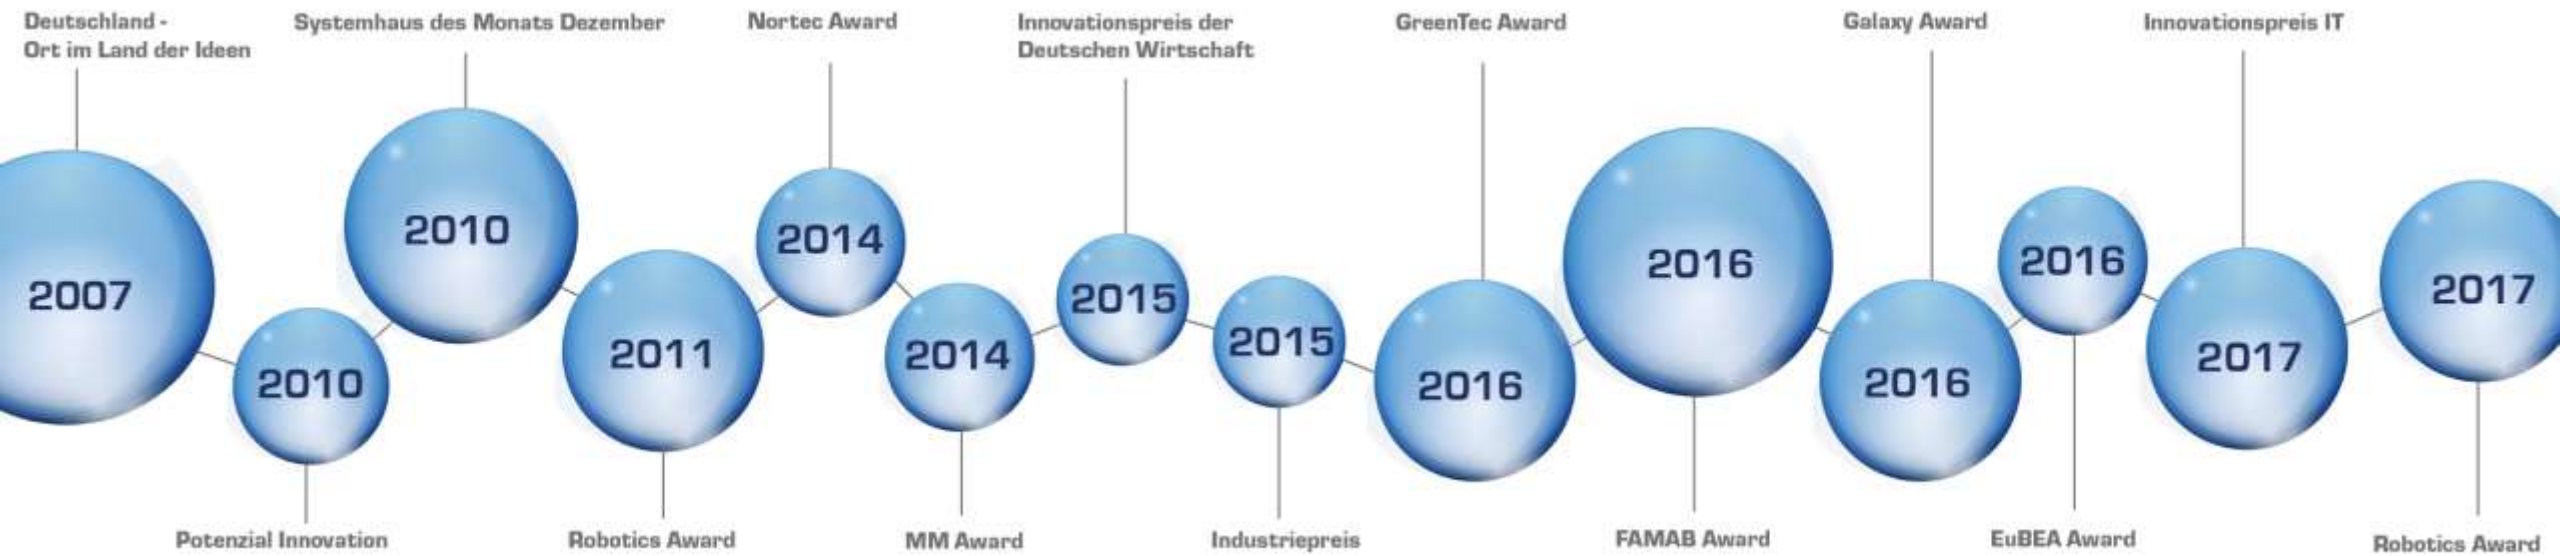 Deutschland -
Ort im Land der Ideen
2007
2010
Potenzial Innovation
Systemhaus des Monats Dezember
2010
2011
Robotics Award
Nortec Award
2014
2014
MM Award
Innovationspreis der
Deutschen Wirtschaft
2015
2015
Industriepreis
GreenTec Award
2016
2016
FAMAB Award
Galaxy Award
2016
2016
EuBEA Award
Innovationspreis IT
2017
2017
Robotics Award